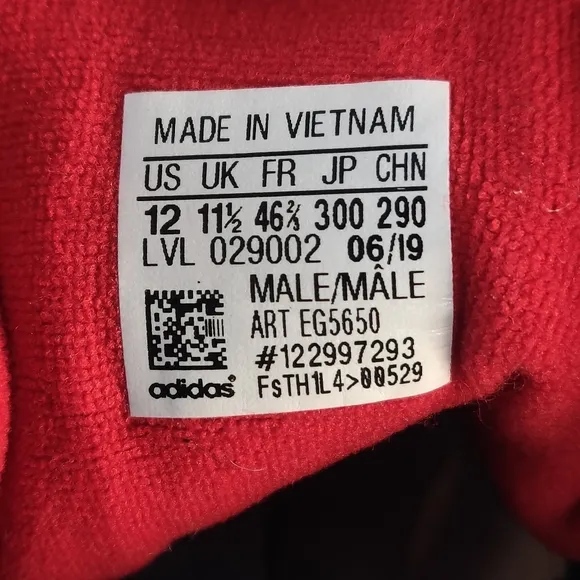 MADE IN VIETNAM
US UK FR JP CHN
12 11½ 46⅔ 300 290
LVL 029002 06/19
MALE/MÂLE
ART EG5650
#122997293
adidas® FsTH1L4>00529